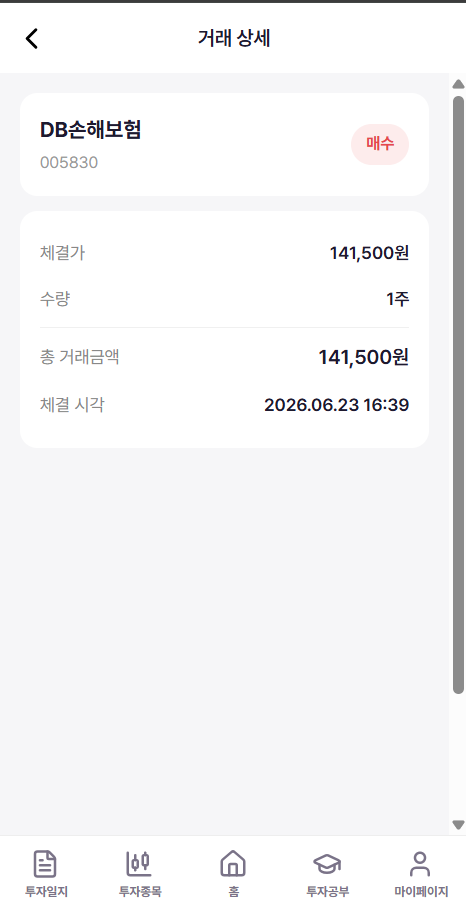 거래 상세
DB손해보험
005830
매수
체결가 141,500원
수량 1주
총 거래금액 141,500원
체결 시각 2026.06.23 16:39
투자일지 투자종목 홈 투자공부 마이페이지